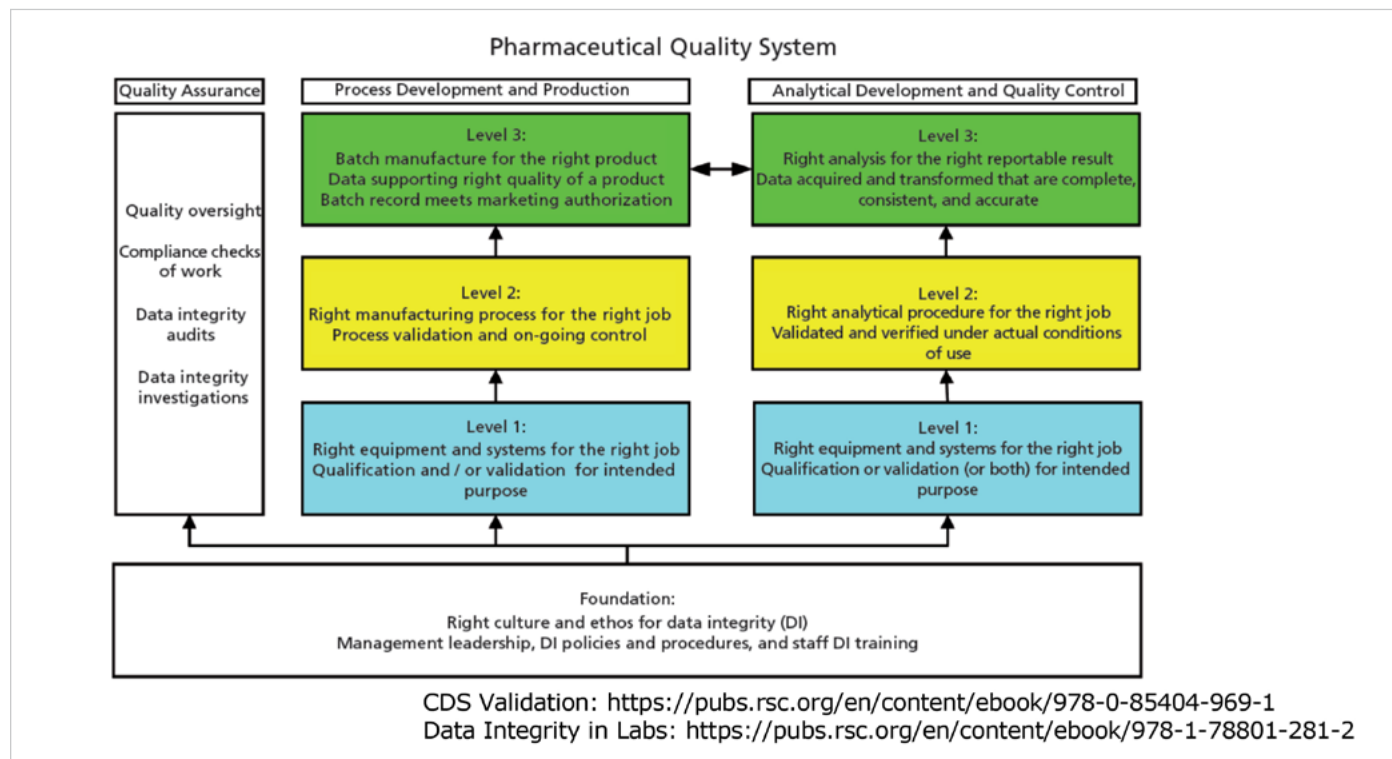 Pharmaceutical Quality System
Quality Assurance
Process Development and Production
Analytical Development and Quality Control
Quality oversight
Compliance checks
of work
Data integrity
audits
Data integrity
investigations
Level 3:
Batch manufacture for the right product
Data supporting right quality of a product
Batch record meets marketing authorization
Level 3:
Right analysis for the right reportable result
Data acquired and transformed that are complete,
consistent, and accurate
Level 2:
Right manufacturing process for the right job
Process validation and on-going control
Level 2:
Right analytical procedure for the right job
Validated and verified under actual conditions
of use
Level 1:
Right equipment and systems for the right job
Qualification and / or validation for intended
purpose
Level 1:
Right equipment and systems for the right job
Qualification or validation (or both) for intended
purpose
Foundation:
Right culture and ethos for data integrity (DI)
Management leadership, DI policies and procedures, and staff DI training
CDS Validation: https://pubs.rsc.org/en/content/ebook/978-0-85404-969-1
Data Integrity in Labs: https://pubs.rsc.org/en/content/ebook/978-1-78801-281-2